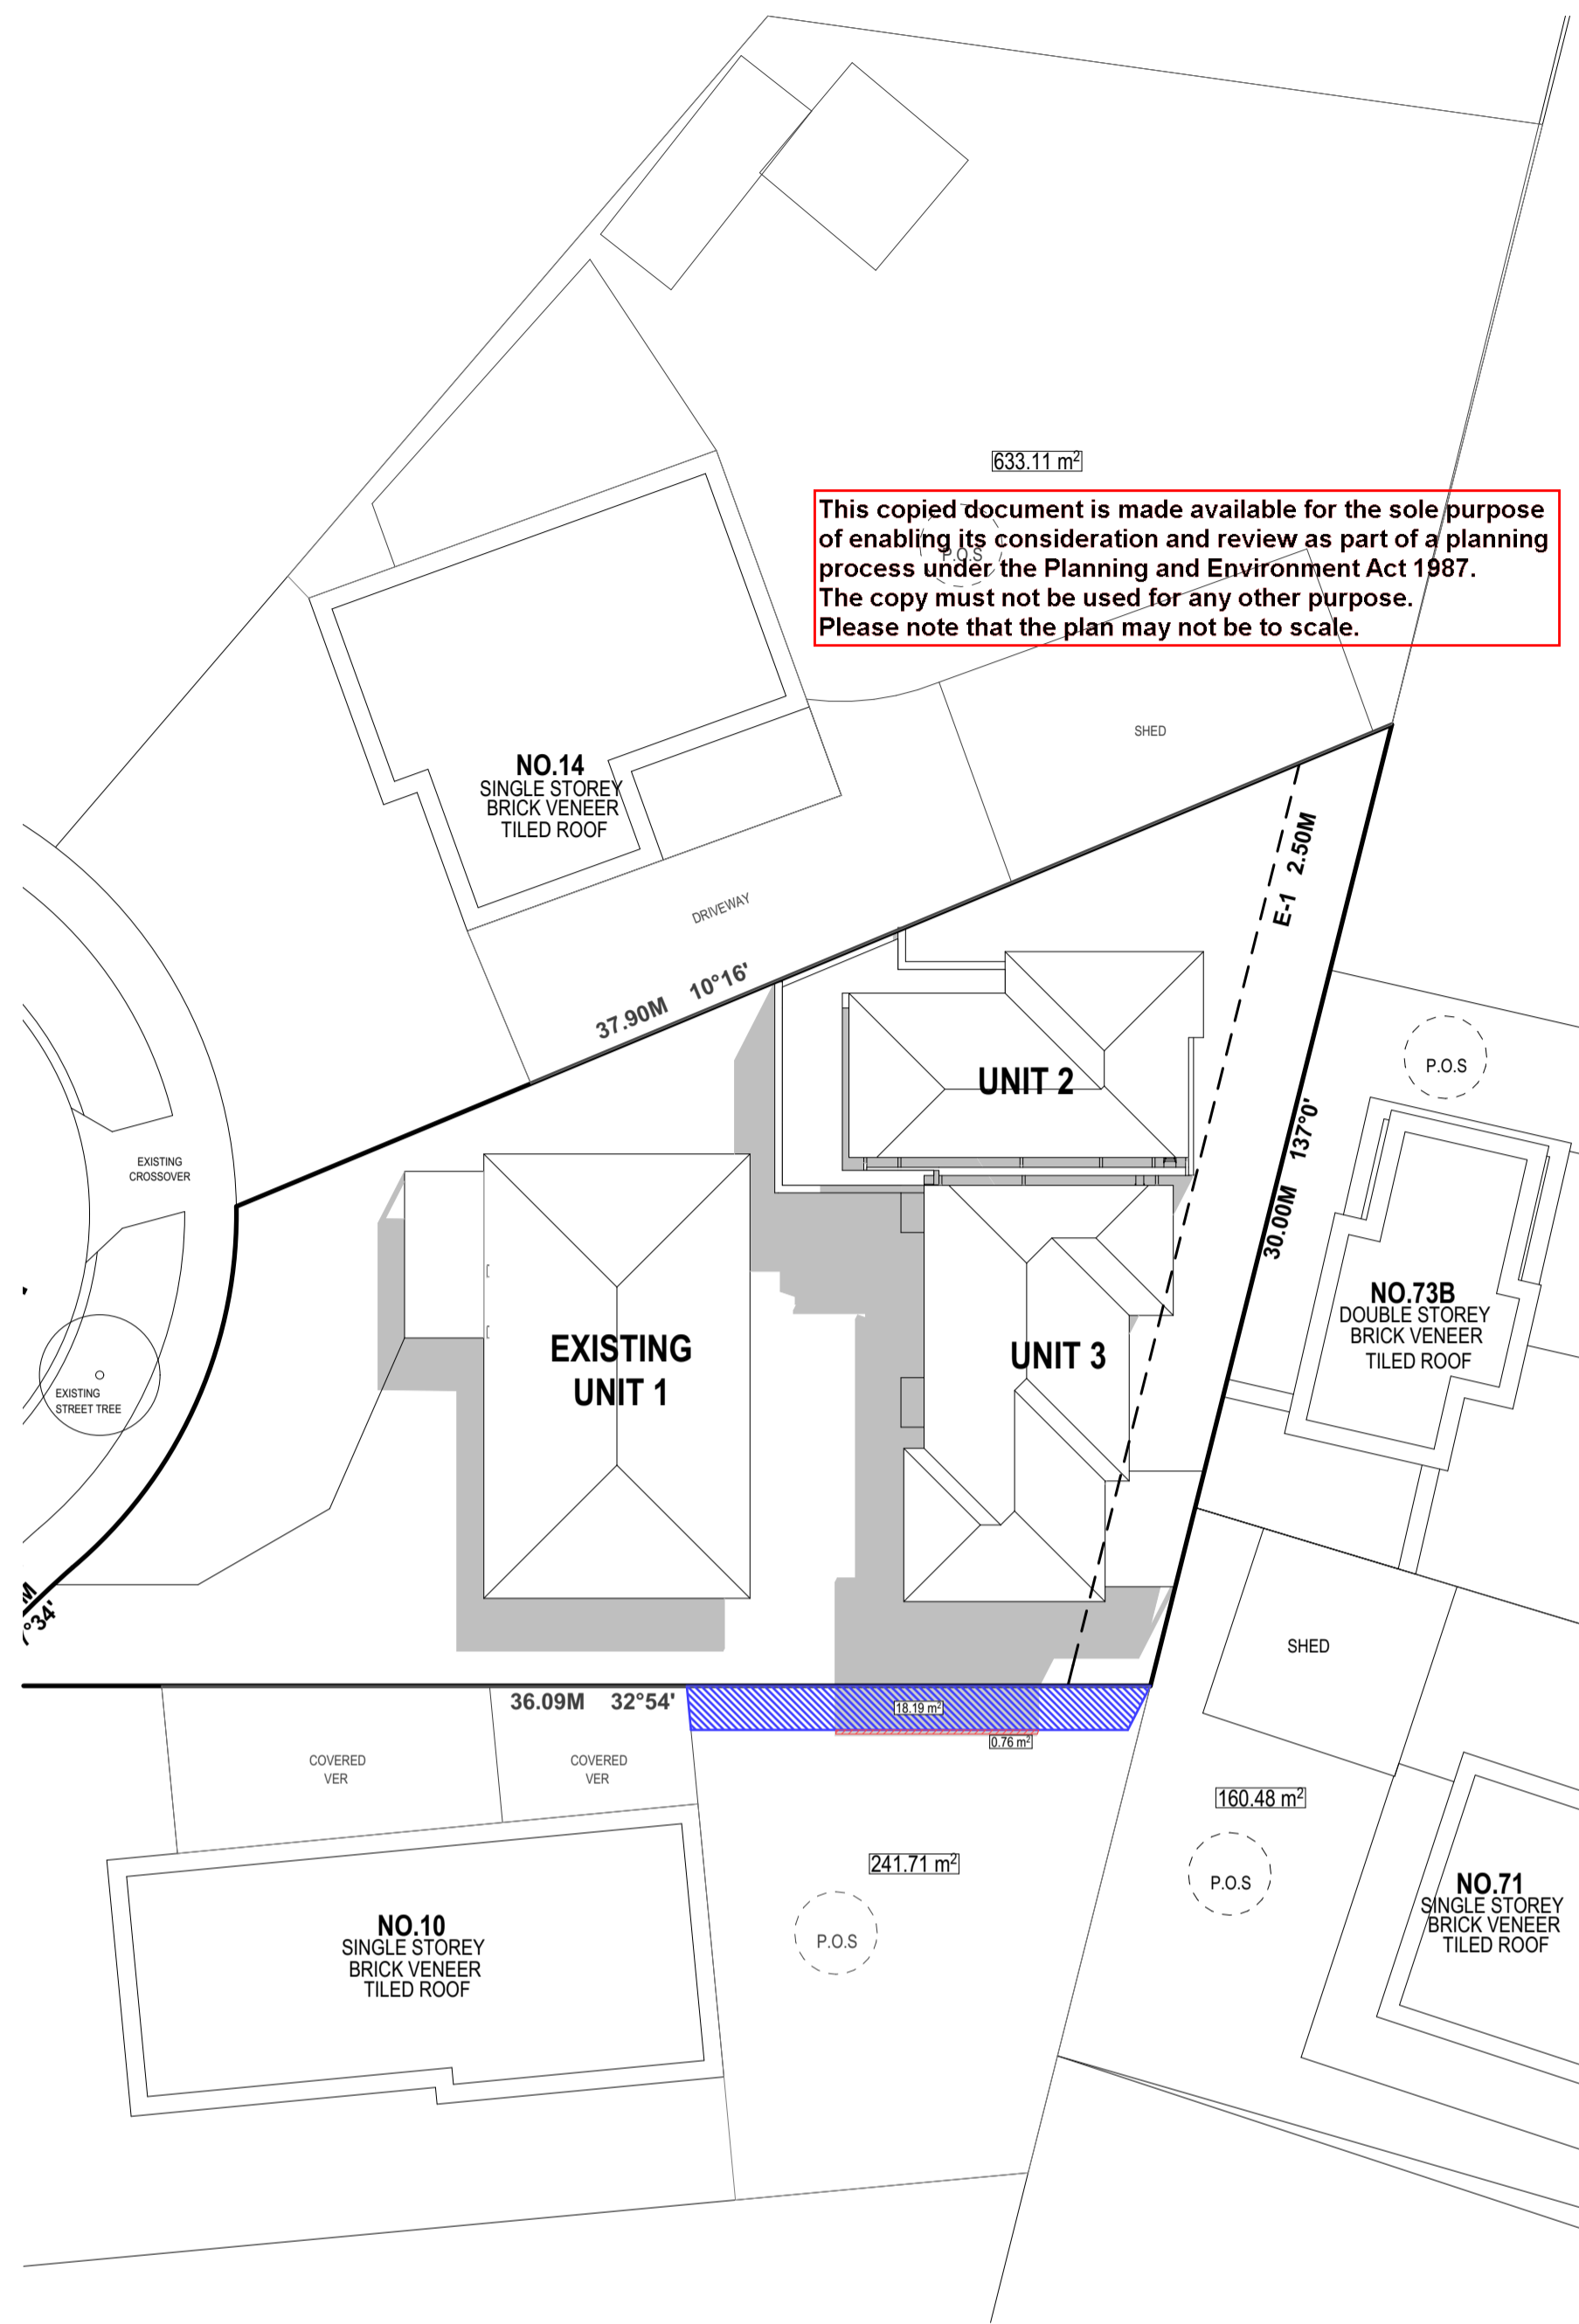 633.11 m²
This copied document is made available for the sole purpose
of enabling its consideration and review as part of a planning
process under the Planning and Environment Act 1987.
The copy must not be used for any other purpose.
Please note that the plan may not be to scale.
P.O.S
SHED
NO.14
SINGLE STOREY
BRICK VENEER
TILED ROOF
DRIVEWAY
E-1 2.50M
37.90M 10°16'
P.O.S
UNIT 2
30.00M 137°0'
EXISTING
CROSSOVER
NO.73B
DOUBLE STOREY
BRICK VENEER
TILED ROOF
EXISTING
UNIT 1
UNIT 3
EXISTING
STREET TREE
M
°34'
SHED
36.09M 32°54'
18.19 m²
0.76 m²
COVERED
VER
COVERED
VER
160.48 m²
241.71 m²
P.O.S
NO.71
SINGLE STOREY
BRICK VENEER
TILED ROOF
NO.10
SINGLE STOREY
BRICK VENEER
TILED ROOF
P.O.S